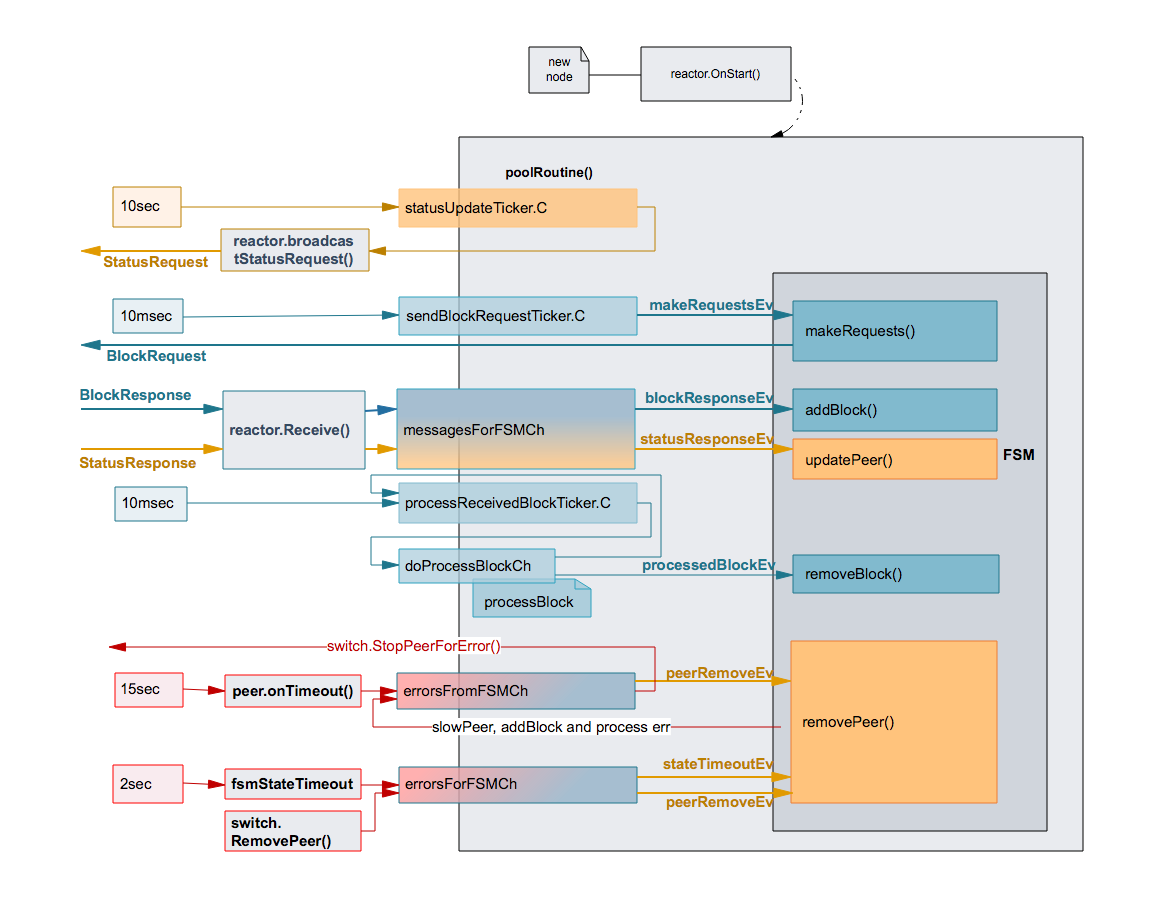 new
node
reactor.OnStart()
poolRoutine()
10sec
statusUpdateTicker.C
reactor.broadcas
tStatusRequest()
StatusRequest
10msec
sendBlockRequestTicker.C
makeRequestsEv
makeRequests()
BlockRequest
BlockResponse
reactor.Receive()
messagesForFSMCh
blockResponseEv
addBlock()
StatusResponse
statusResponseEv
updatePeer()
FSM
10msec
processReceivedBlockTicker.C
doProcessBlockCh
processedBlockEv
removeBlock()
processBlock
switch.StopPeerForError()
15sec
peer.onTimeout()
errorsFromFSMCh
peerRemoveEv
removePeer()
slowPeer, addBlock and process err
2sec
fsmStateTimeout
errorsForFSMCh
stateTimeoutEv
peerRemoveEv
switch.
RemovePeer()